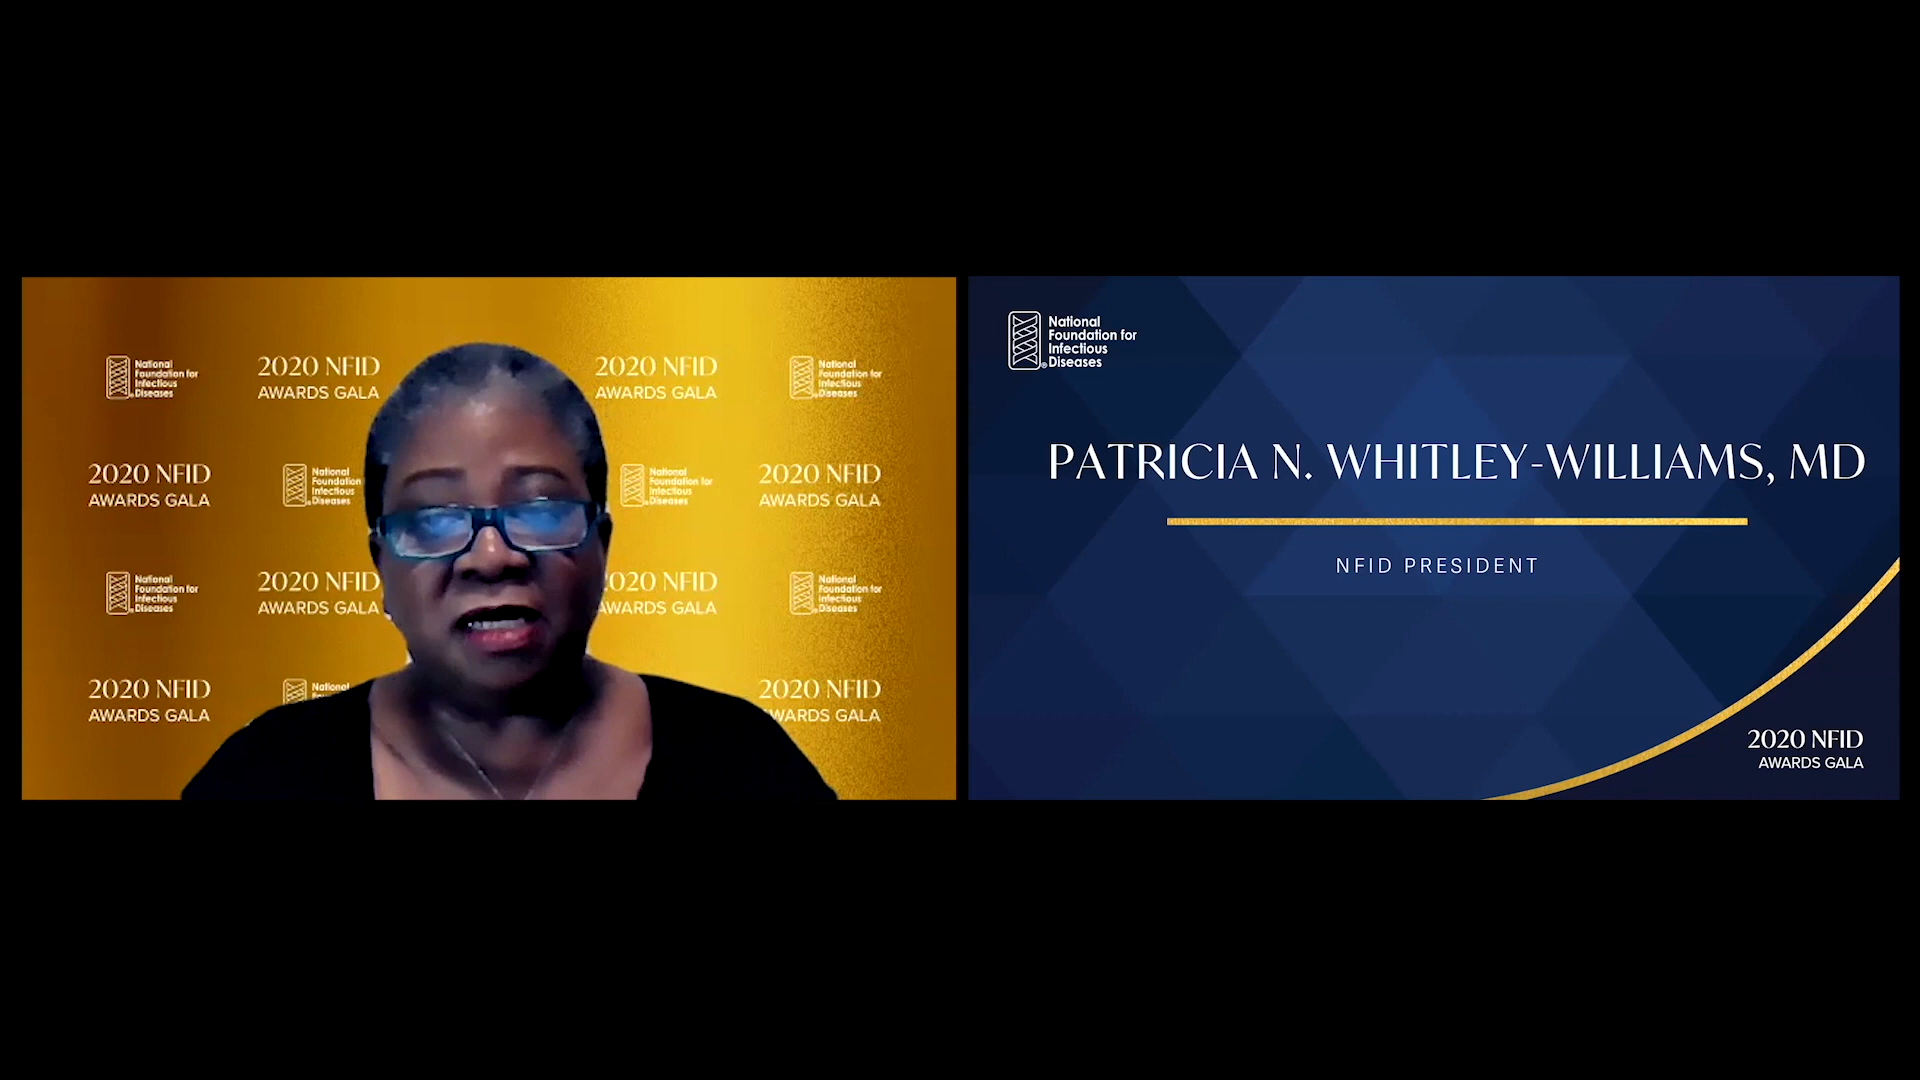 National
Foundation for
Infectious
Diseases
2020 NFID
AWARDS GALA
2020 NFID
AWARDS GALA
National
Foundation for
Infectious
Diseases
2020 NFID
AWARDS GALA
National
Foundation
Infectious
Diseases
National
Foundation for
Infectious
Diseases
2020 NFID
AWARDS GALA
National
Foundation for
Infectious
Diseases
2020 NFID
AWARDS GALA
2020 NFID
AWARDS GALA
National
Foundation for
Infectious
Diseases
2020 NFID
AWARDS GALA
National
2020 NFID
AWARDS GALA
National
Foundation for
Infectious
®Diseases
PATRICIA N. WHITLEY-WILLIAMS, MD
NFID PRESIDENT
2020 NFID
AWARDS GALA